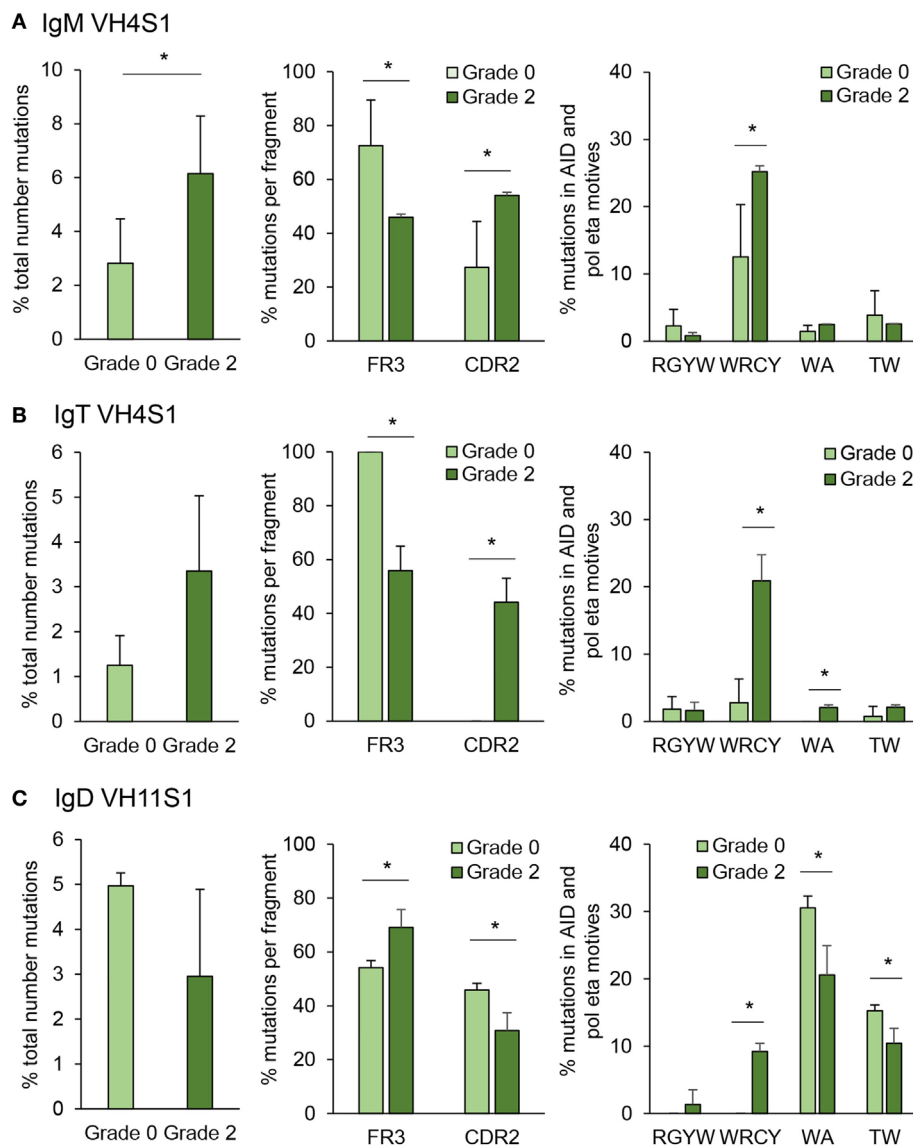 A IgM VH4S1
% total number mutations
10
8
6
4
2
0
*
Grade 0 Grade 2
% mutations per fragment
100
80
60
40
20
0
* *
Grade 0
Grade 2
FR3 CDR2
% mutations in AID and
pol eta motives
40
30
20
10
0
*
Grade 0
Grade 2
RGYW WRCY WA TW
B IgT VH4S1
% total number mutations
6
5
4
3
2
1
0
Grade 0 Grade 2
% mutations per fragment
100
80
60
40
20
0
* *
Grade 0
Grade 2
FR3 CDR2
% mutations in AID and
pol eta motives
40
30
20
10
0
* *
Grade 0
Grade 2
RGYW WRCY WA TW
C IgD VH11S1
% total number mutations
6
5
4
3
2
1
0
Grade 0 Grade 2
% mutations per fragment
100
80
60
40
20
0
* *
Grade 0
Grade 2
FR3 CDR2
% mutations in AID and
pol eta motives
40
30
20
10
0
Grade 0
Grade 2
* * *
RGYW WRCY WA TW